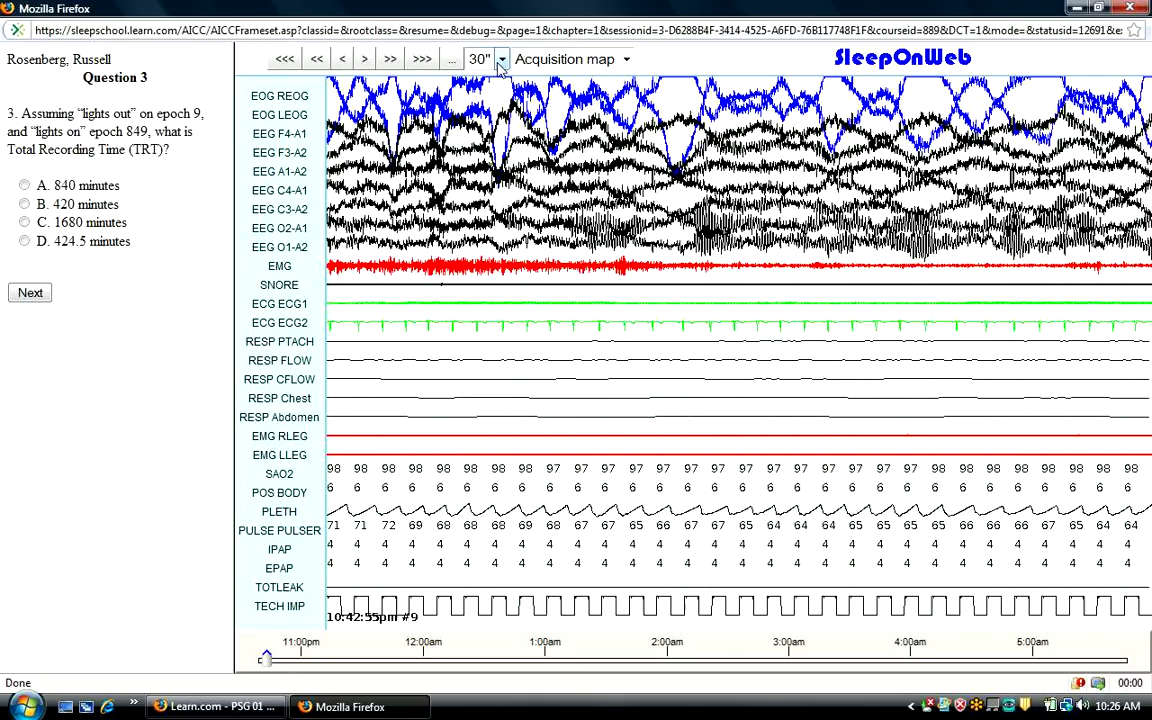 Mozilla Firefox
https://sleepschool.learn.com/AICC/AICCFrameset.asp?classid=&rootclass=&resume=&debug=&page=1&chapter=1&sessionid=3-D6288B4F-3414-4525-A6FD-76B117748F1F&courseid=889&DCT=1&mode=&statusid=12691&e
Rosenberg, Russell
Question 3
3. Assuming “lights out” on epoch 9,
and “lights on” epoch 849, what is
Total Recording Time (TRT)?
A. 840 minutes
B. 420 minutes
C. 1680 minutes
D. 424.5 minutes
Next
<<< << < > >> >>> ... 30" Acquisition map
SleepOnWeb
EOG REOG
EOG LEOG
EEG F4-A1
EEG F3-A2
EEG A1-A2
EEG C4-A1
EEG C3-A2
EEG O2-A1
EEG O1-A2
EMG
SNORE
ECG ECG1
ECG ECG2
RESP PTACH
RESP FLOW
RESP CFLOW
RESP Chest
RESP Abdomen
EMG RLEG
EMG LLEG
SAO2 98 98 98 98 98 98 98 98 97 97 97 97 97 97 97 97 97 97 97 97 97 97 98 98 98 98 98 98 98 98
POS BODY 6 6 6 6 6 6 6 6 6 6 6 6 6 6 6 6 6 6 6 6 6 6 6 6 6 6 6 6 6 6
PLETH
PULSE PULSER 71 71 72 69 68 68 68 68 68 67 67 65 66 67 67 66 66 66 64 65 65 65 65 66 66 66 67 65 64 64
IPAP 4 4 4 4 4 4 4 4 4 4 4 4 4 4 4 4 4 4 4 4 4 4 4 4 4 4 4 4 4 4
EPAP 4 4 4 4 4 4 4 4 4 4 4 4 4 4 4 4 4 4 4 4 4 4 4 4 4 4 4 4 4 4
TOTLEAK
TECH IMP
10:42:55pm #9
11:00pm 12:00am 1:00am 2:00am 3:00am 4:00am 5:00am
Done
00:00
Learn.com - PSG 01 ...
Mozilla Firefox
10:26 AM